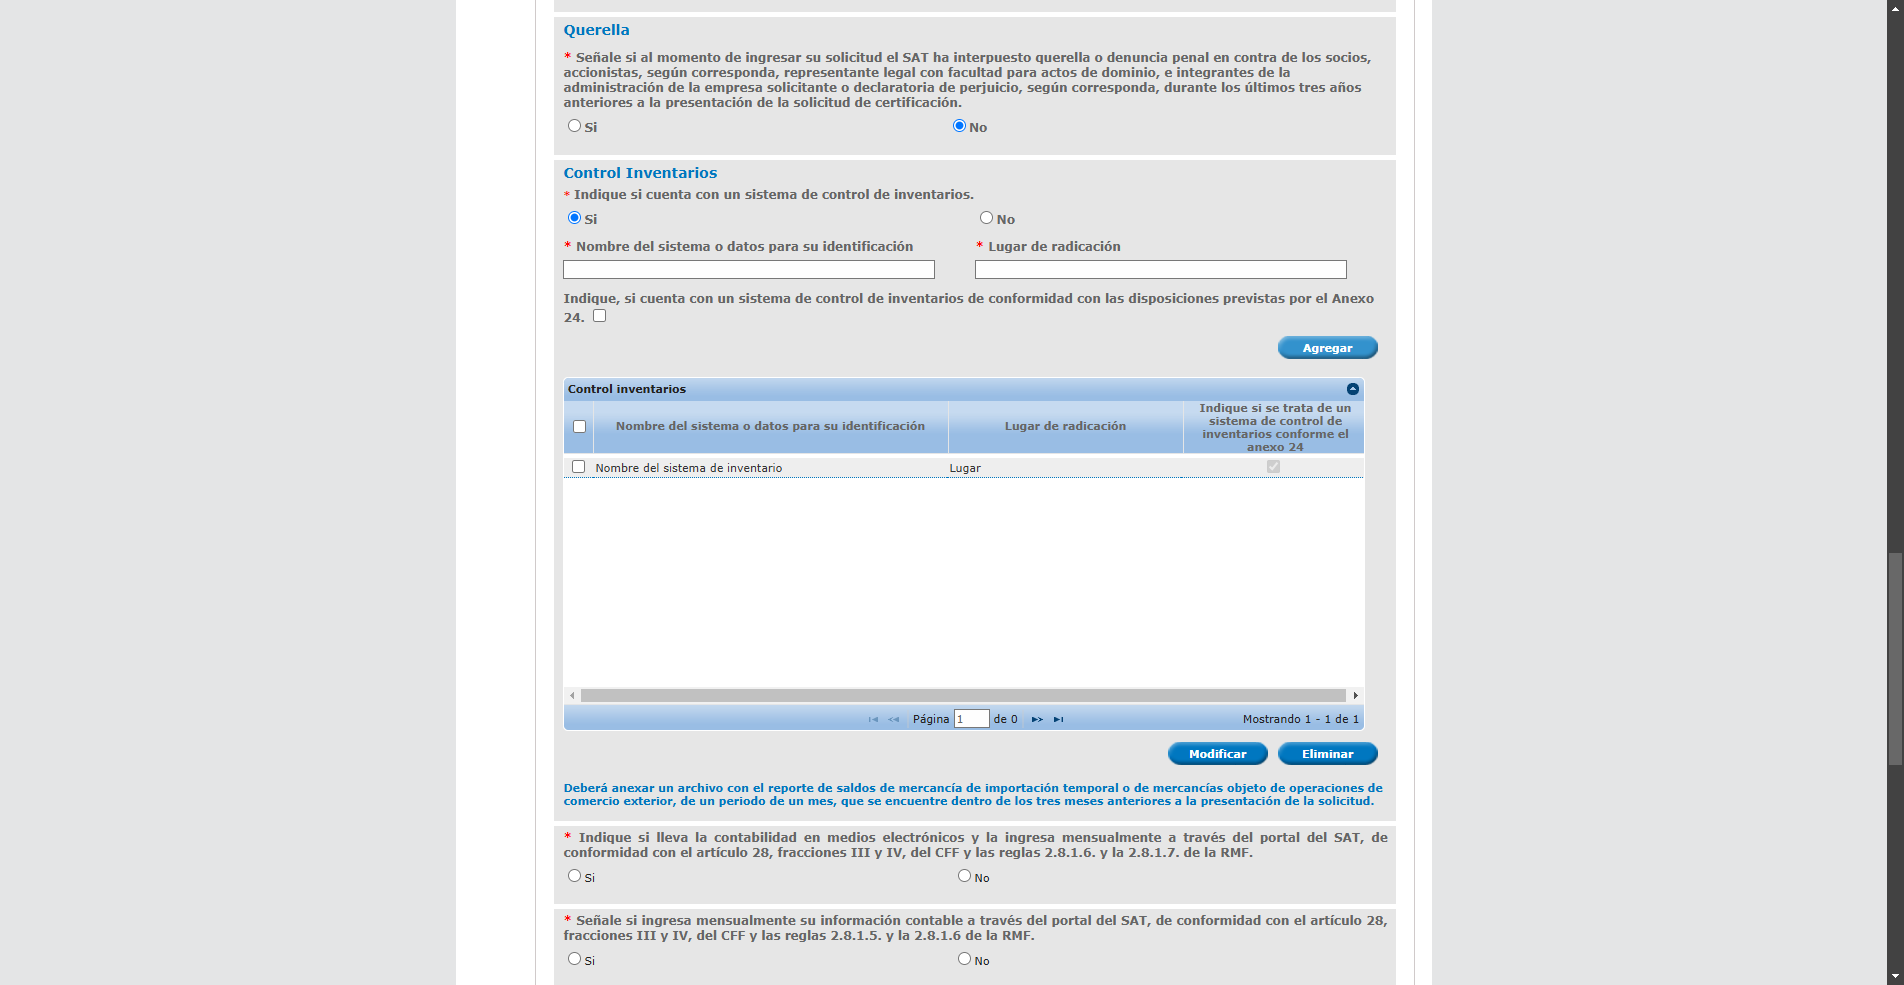 Querella
* Señale si al momento de ingresar su solicitud el SAT ha interpuesto querella o denuncia penal en contra de los socios,
accionistas, según corresponda, representante legal con facultad para actos de dominio, e integrantes de la
administración de la empresa solicitante o declaratoria de perjuicio, según corresponda, durante los últimos tres años
anteriores a la presentación de la solicitud de certificación.
Si No
Control Inventarios
* Indique si cuenta con un sistema de control de inventarios.
Si No
* Nombre del sistema o datos para su identificación * Lugar de radicación
Indique, si cuenta con un sistema de control de inventarios de conformidad con las disposiciones previstas por el Anexo
24.
Agregar
Control inventarios
Nombre del sistema o datos para su identificación Lugar de radicación
Indique si se trata de un
sistema de control de
inventarios conforme el
anexo 24
Nombre del sistema de inventario Lugar
Página 1 de 0 Mostrando 1 - 1 de 1
Modificar Eliminar
Deberá anexar un archivo con el reporte de saldos de mercancía de importación temporal o de mercancías objeto de operaciones de
comercio exterior, de un periodo de un mes, que se encuentre dentro de los tres meses anteriores a la presentación de la solicitud.
* Indique si lleva la contabilidad en medios electrónicos y la ingresa mensualmente a través del portal del SAT, de
conformidad con el artículo 28, fracciones III y IV, del CFF y las reglas 2.8.1.6. y la 2.8.1.7. de la RMF.
Si No
* Señale si ingresa mensualmente su información contable a través del portal del SAT, de conformidad con el artículo 28,
fracciones III y IV, del CFF y las reglas 2.8.1.5. y la 2.8.1.6 de la RMF.
Si No